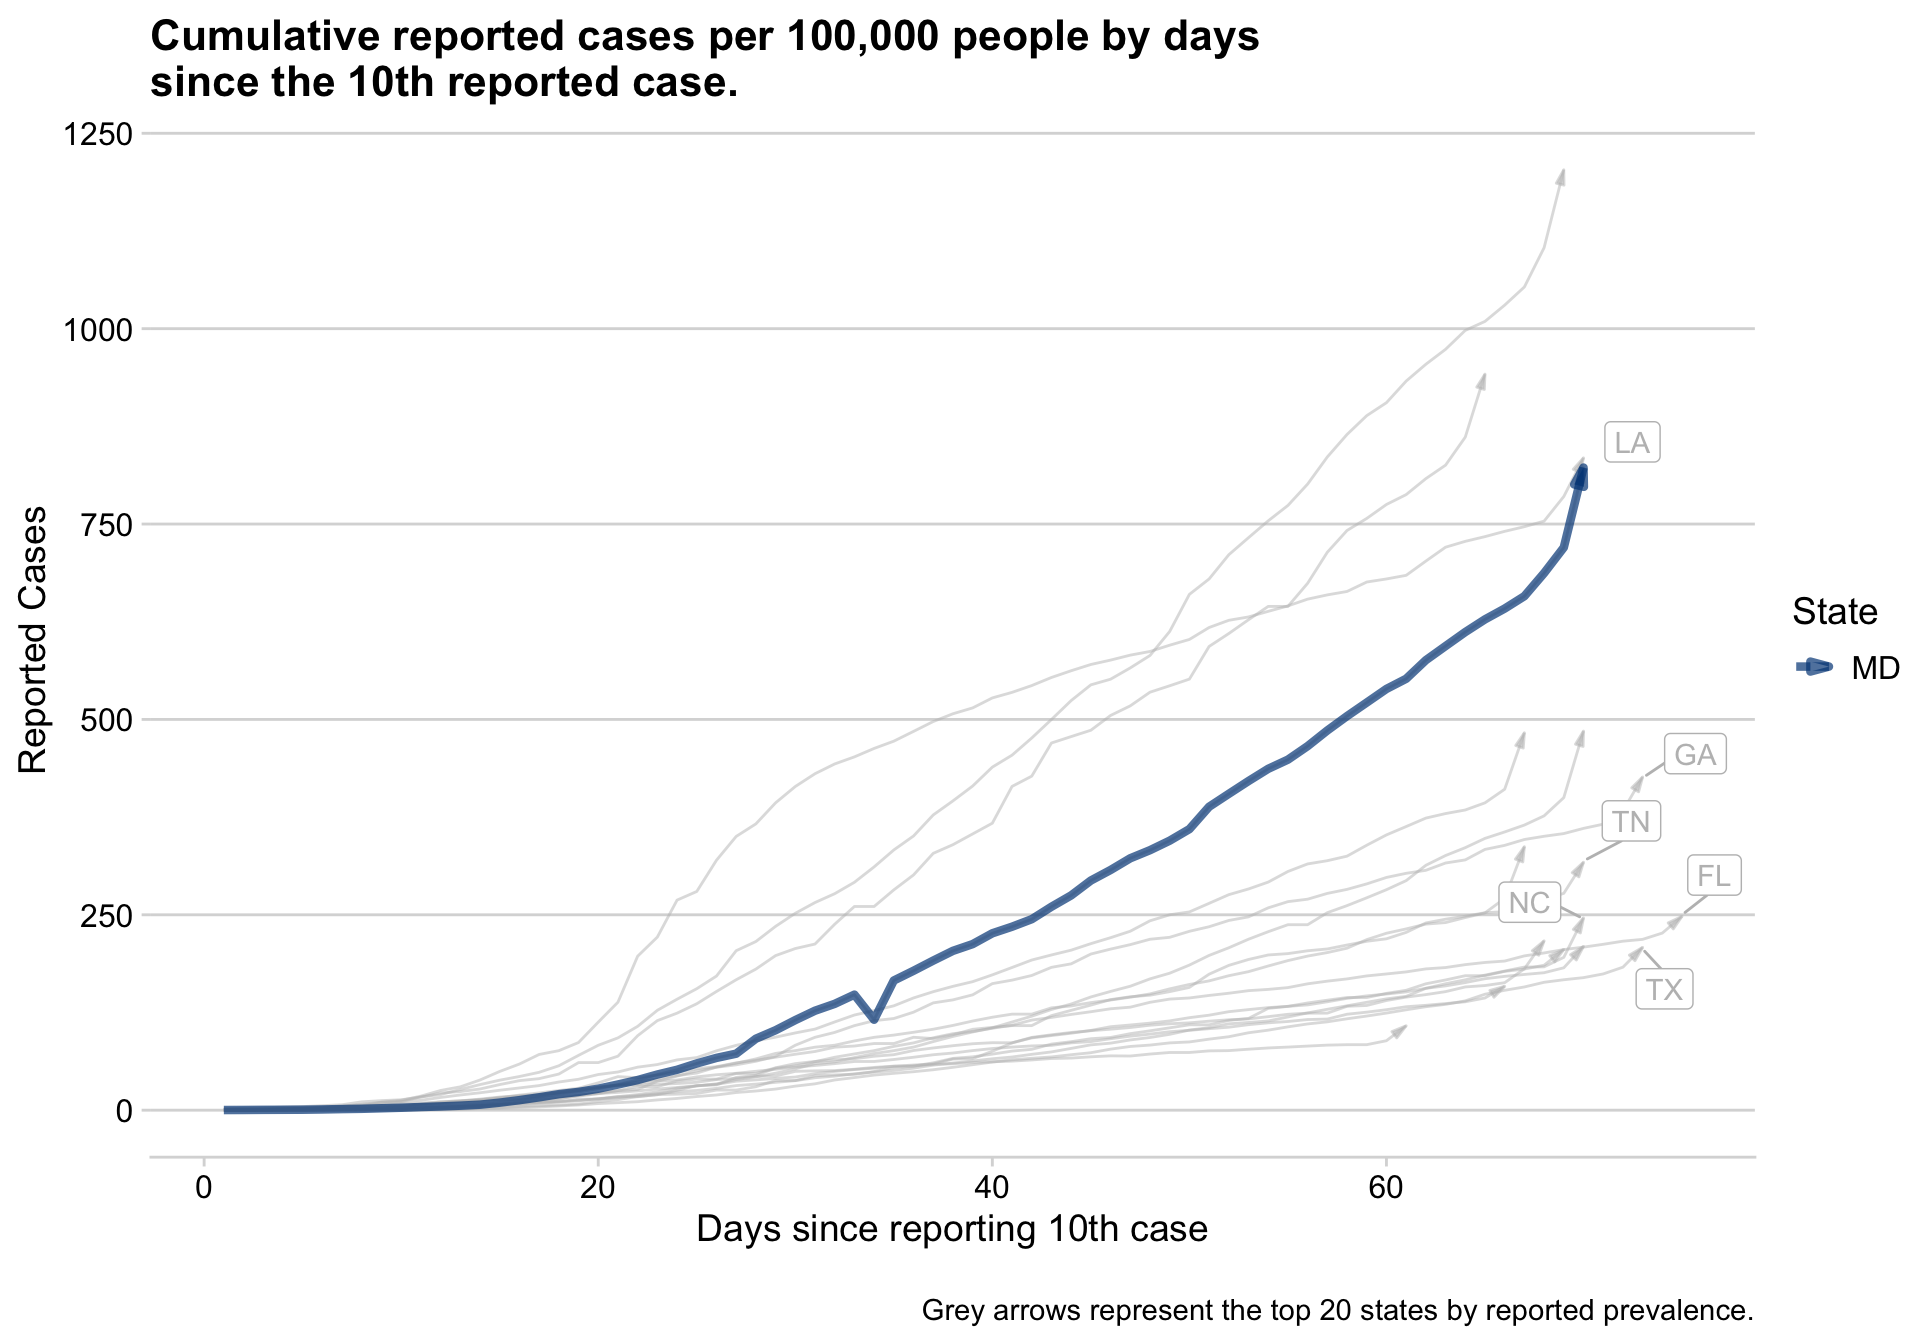 Cumulative reported cases per 100,000 people by days
since the 10th reported case.
1250
1000
750
500
250
0
Reported Cases
LA
GA
TN
FL
NC
TX
State
MD
0 20 40 60
Days since reporting 10th case
Grey arrows represent the top 20 states by reported prevalence.